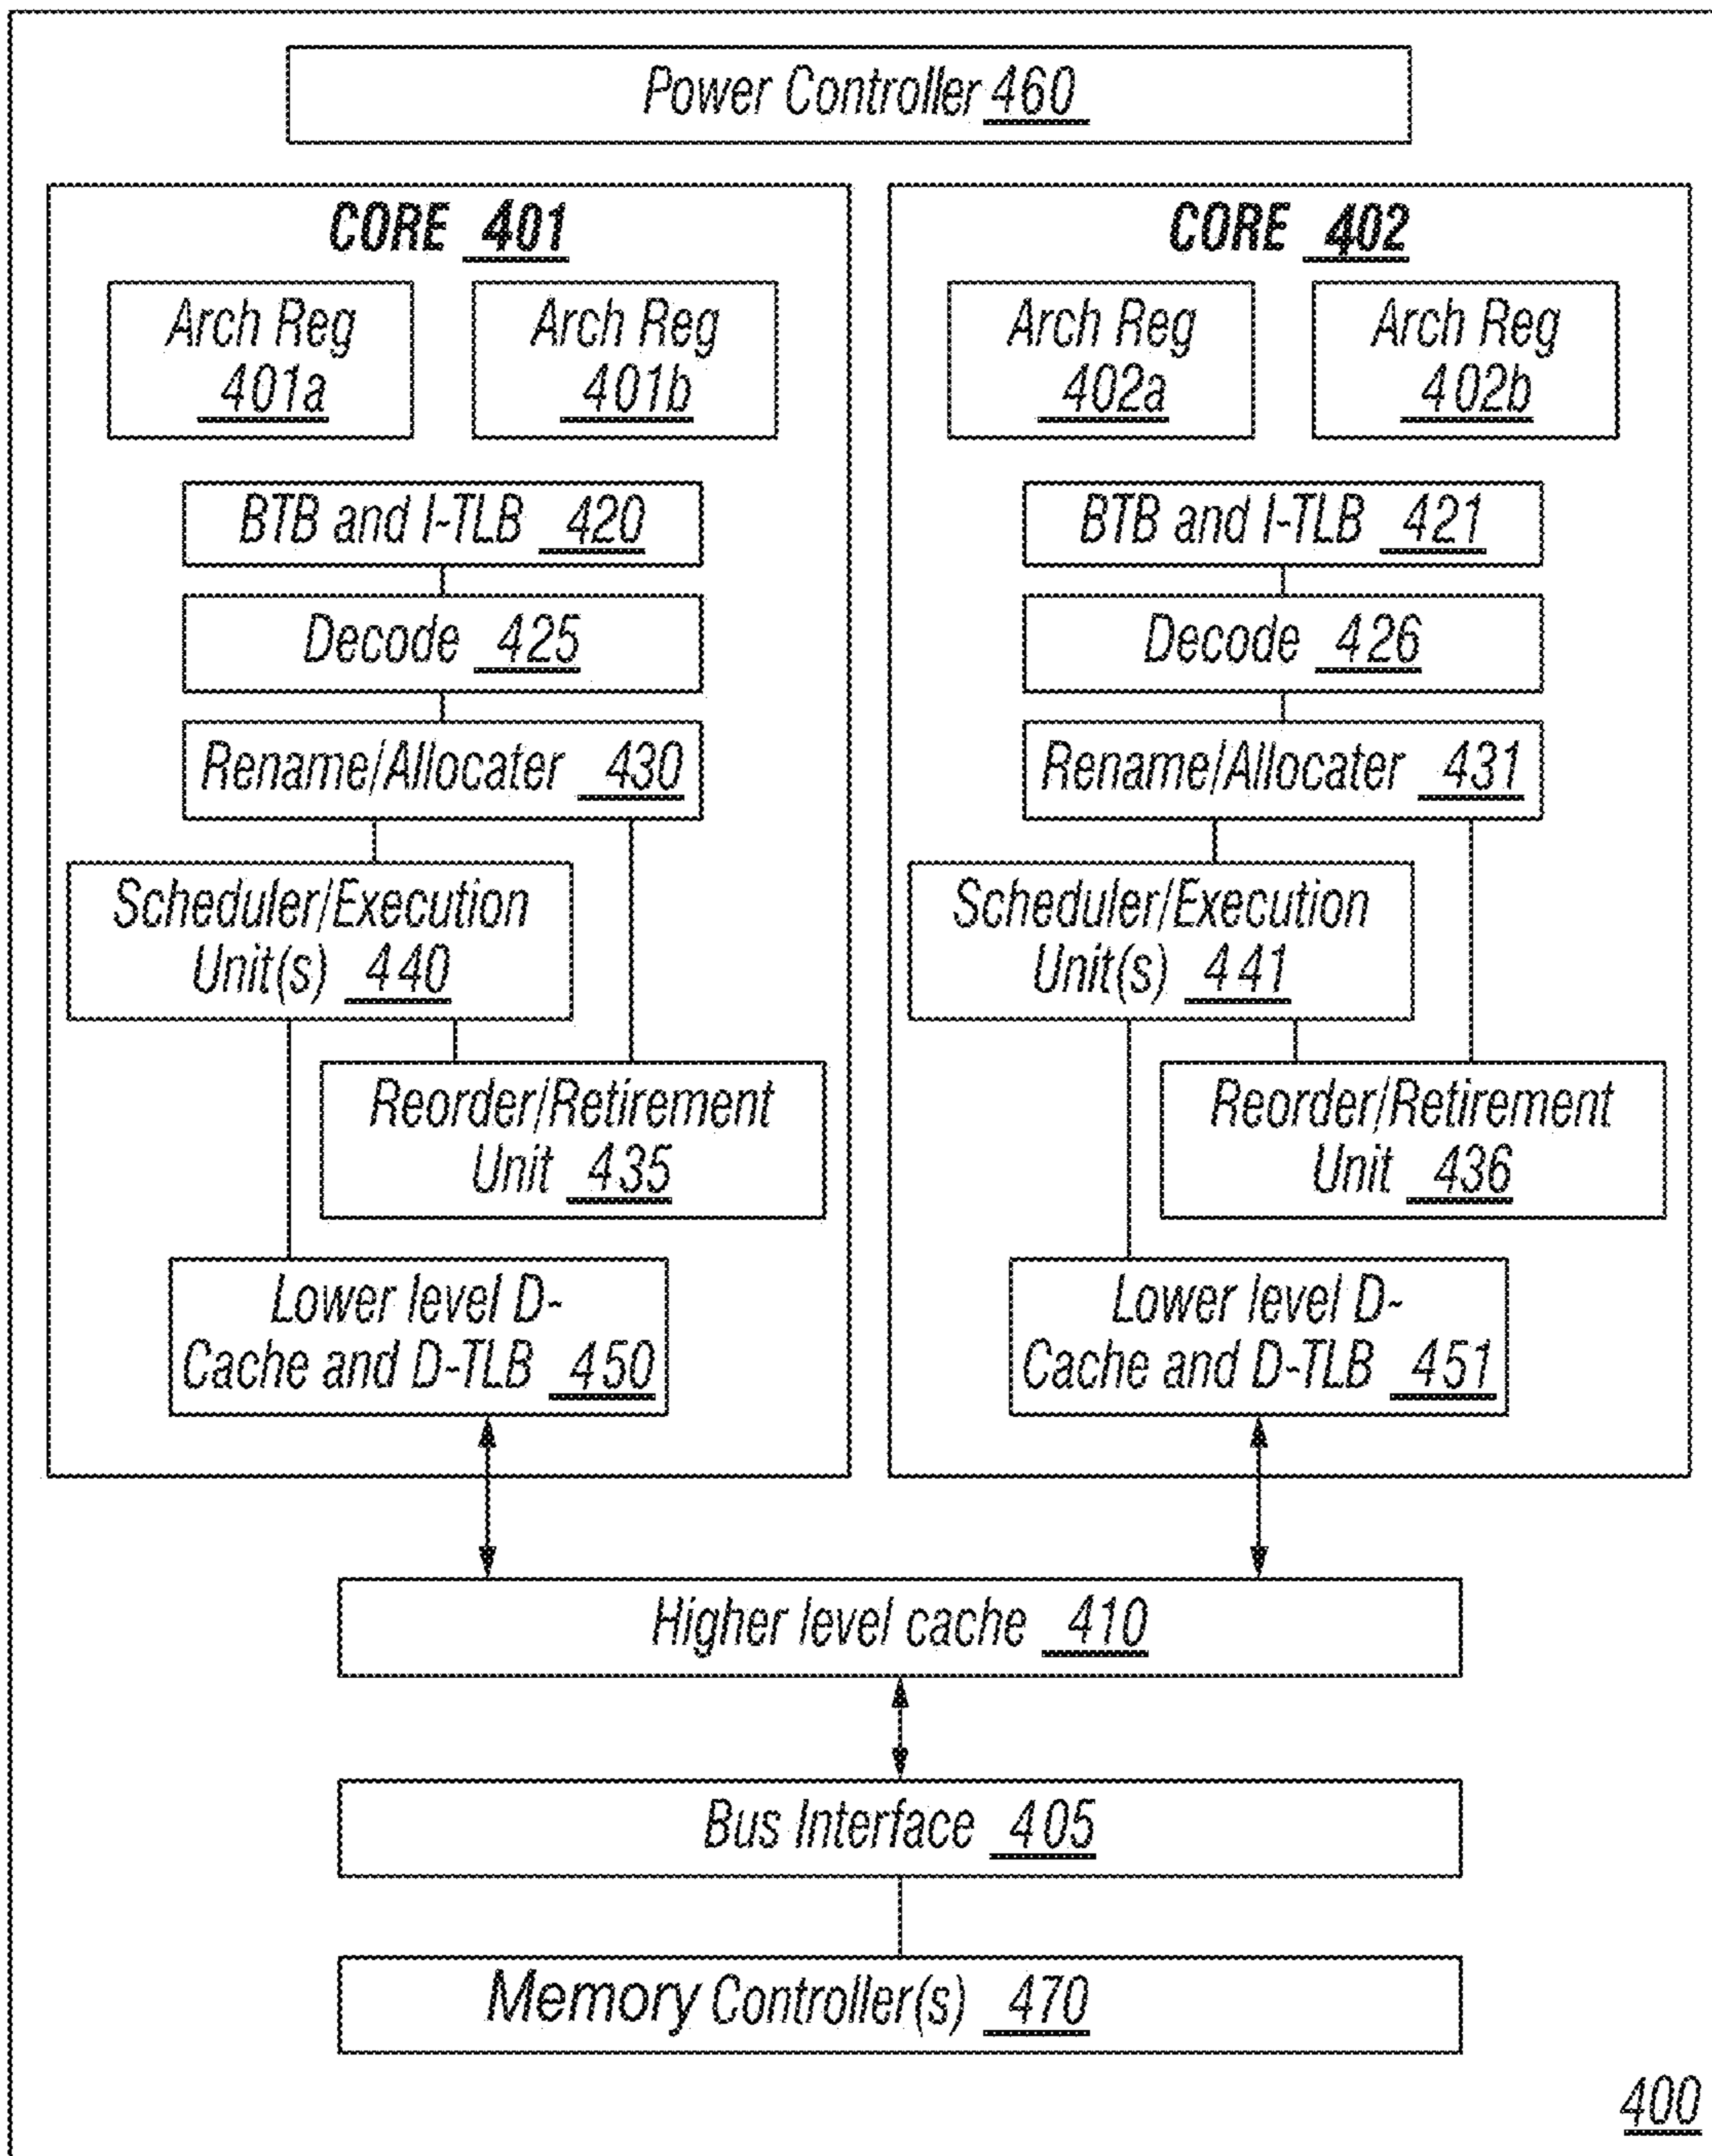 Power Controller 460
CORE 401
Arch Reg
401a
Arch Reg
401b
BTB and I-TLB 420
Decode 425
Rename/Allocater 430
Scheduler/Execution
Unit(s) 440
Reorder/Retirement
Unit 435
Lower level D-
Cache and D-TLB 450
CORE 402
Arch Reg
402a
Arch Reg
402b
BTB and I-TLB 421
Decode 426
Rename/Allocater 431
Scheduler/Execution
Unit(s) 441
Reorder/Retirement
Unit 436
Lower level D-
Cache and D-TLB 451
Higher level cache 410
Bus Interface 405
Memory Controller(s) 470
400